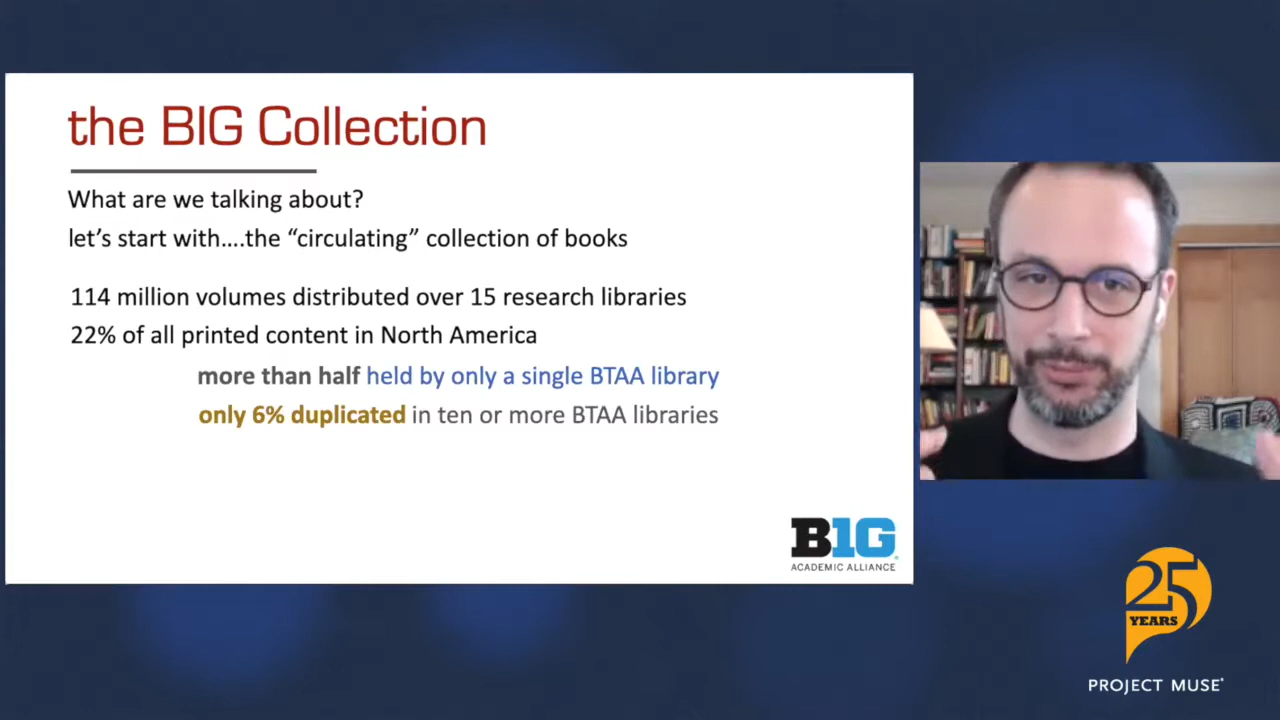 the BIG Collection
What are we talking about?
let's start with....the “circulating” collection of books
114 million volumes distributed over 15 research libraries
22% of all printed content in North America
more than half held by only a single BTAA library
only 6% duplicated in ten or more BTAA libraries
B1G
ACADEMIC ALLIANCE
25
YEARS
PROJECT MUSE®